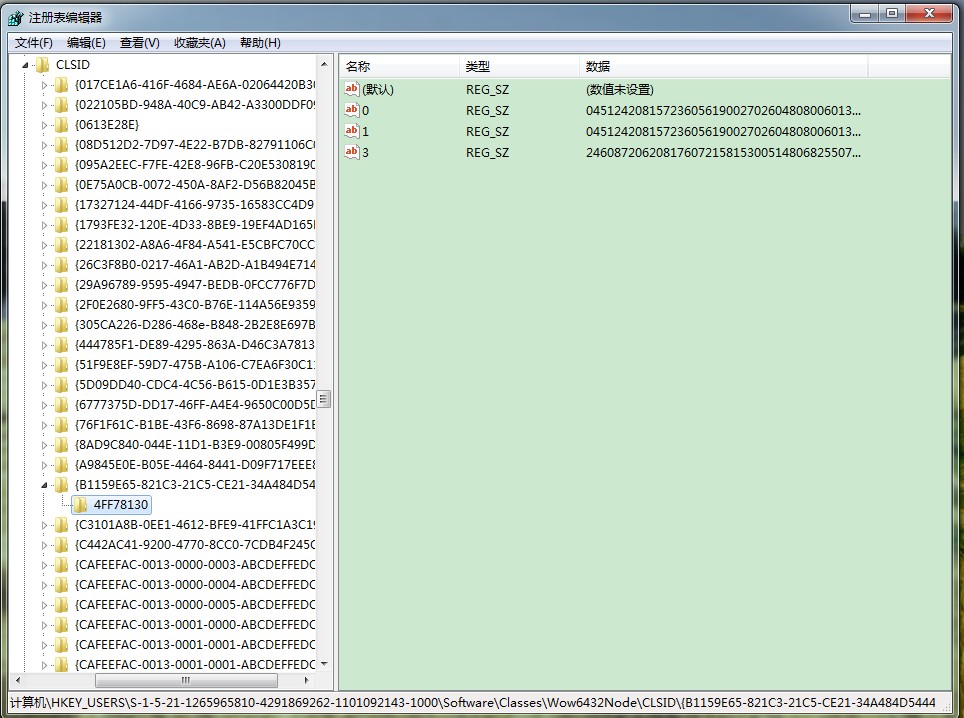 注册表编辑器
文件(F) 编辑(E) 查看(V) 收藏夹(A) 帮助(H)
CLSID
{017CE1A6-416F-4684-AE6A-02064420B30
{022105BD-948A-40C9-AB42-A3300DDF09
{0613E28E}
{08D512D2-7D97-4E22-B7DB-82791106C0
{095A2EEC-F7FE-42E8-96FB-C20E5308190
{0E75A0CB-0072-450A-8AF2-D56B82045B
{17327124-44DF-4166-9735-16583CC4D9
{1793FE32-120E-4D33-8BE9-19EF4AD165
{22181302-A8A6-4F84-A541-E5CBFC70CC
{26C3F8B0-0217-46A1-AB2D-A1B494E714
{29A96789-9595-4947-BEDB-0FCC776F7D
{2F0E2680-9FF5-43C0-B76E-114A56E9359
{305CA226-D286-468e-B848-2B2E8E697B
{444785F1-DE89-4295-863A-D46C3A7813
{51F9E8EF-59D7-475B-A106-C7EA6F30C1
{5D09DD40-CDC4-4C56-B615-0D1E3B357
{6777375D-DD17-46FF-A4E4-9650C00D5D
{76F1F61C-B1BE-43F6-8698-87A13DE1F1E
{8AD9C840-044E-11D1-B3E9-00805F499D
{A9845E0E-B05E-4464-8441-D09F717EEE8
{B1159E65-821C3-21C5-CE21-34A484D54
4FF78130
{C3101A8B-0EE1-4612-BFE9-41FFC1A3C19
{C442AC41-9200-4770-8CC0-7CDB4F245C
{CAFEEFAC-0013-0000-0003-ABCDEFFEDC
{CAFEEFAC-0013-0000-0004-ABCDEFFEDC
{CAFEEFAC-0013-0000-0005-ABCDEFFEDC
{CAFEEFAC-0013-0001-0000-ABCDEFFEDC
{CAFEEFAC-0013-0001-0001-ABCDEFFEDC
{CAFEEFAC-0013-0001-0001-ABCDEFFEDC
名称 类型 数据
ab (默认) REG_SZ (数值未设置)
ab 0 REG_SZ 04512420815723605619002702604808006013...
ab 1 REG_SZ 04512420815723605619002702604808006013...
ab 3 REG_SZ 24608720620817607215815300514806825507...
计算机\HKEY_USERS\S-1-5-21-1265965810-4291869262-1101092143-1000\Software\Classes\Wow6432Node\CLSID\{B1159E65-821C3-21C5-CE21-34A484D5444